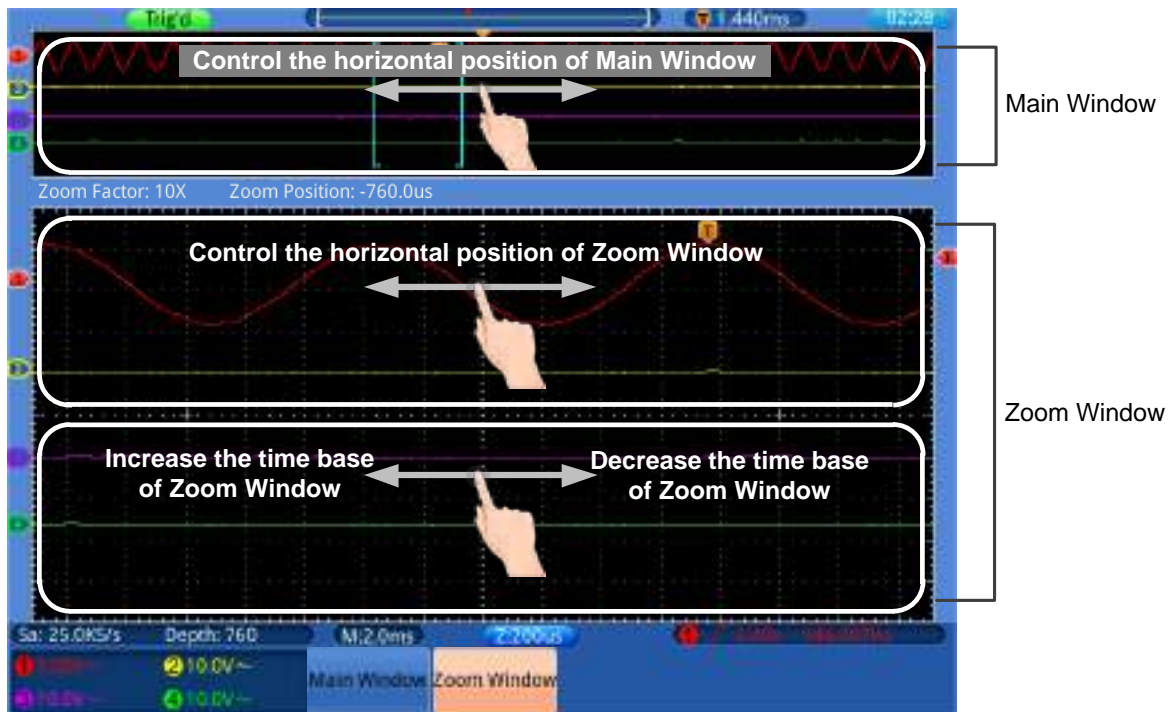 Trig'd
T 1.440ms
02:28
Control the horizontal position of Main Window
Main Window
Zoom Factor: 10X Zoom Position: -760.0us
T
Control the horizontal position of Zoom Window
Zoom Window
Increase the time base
of Zoom Window
Decrease the time base
of Zoom Window
Sa: 25.0KS/s Depth: 760 M:2.0ms Z:200us
2 10.0V~
4 10.0V~
Main Window Zoom Window